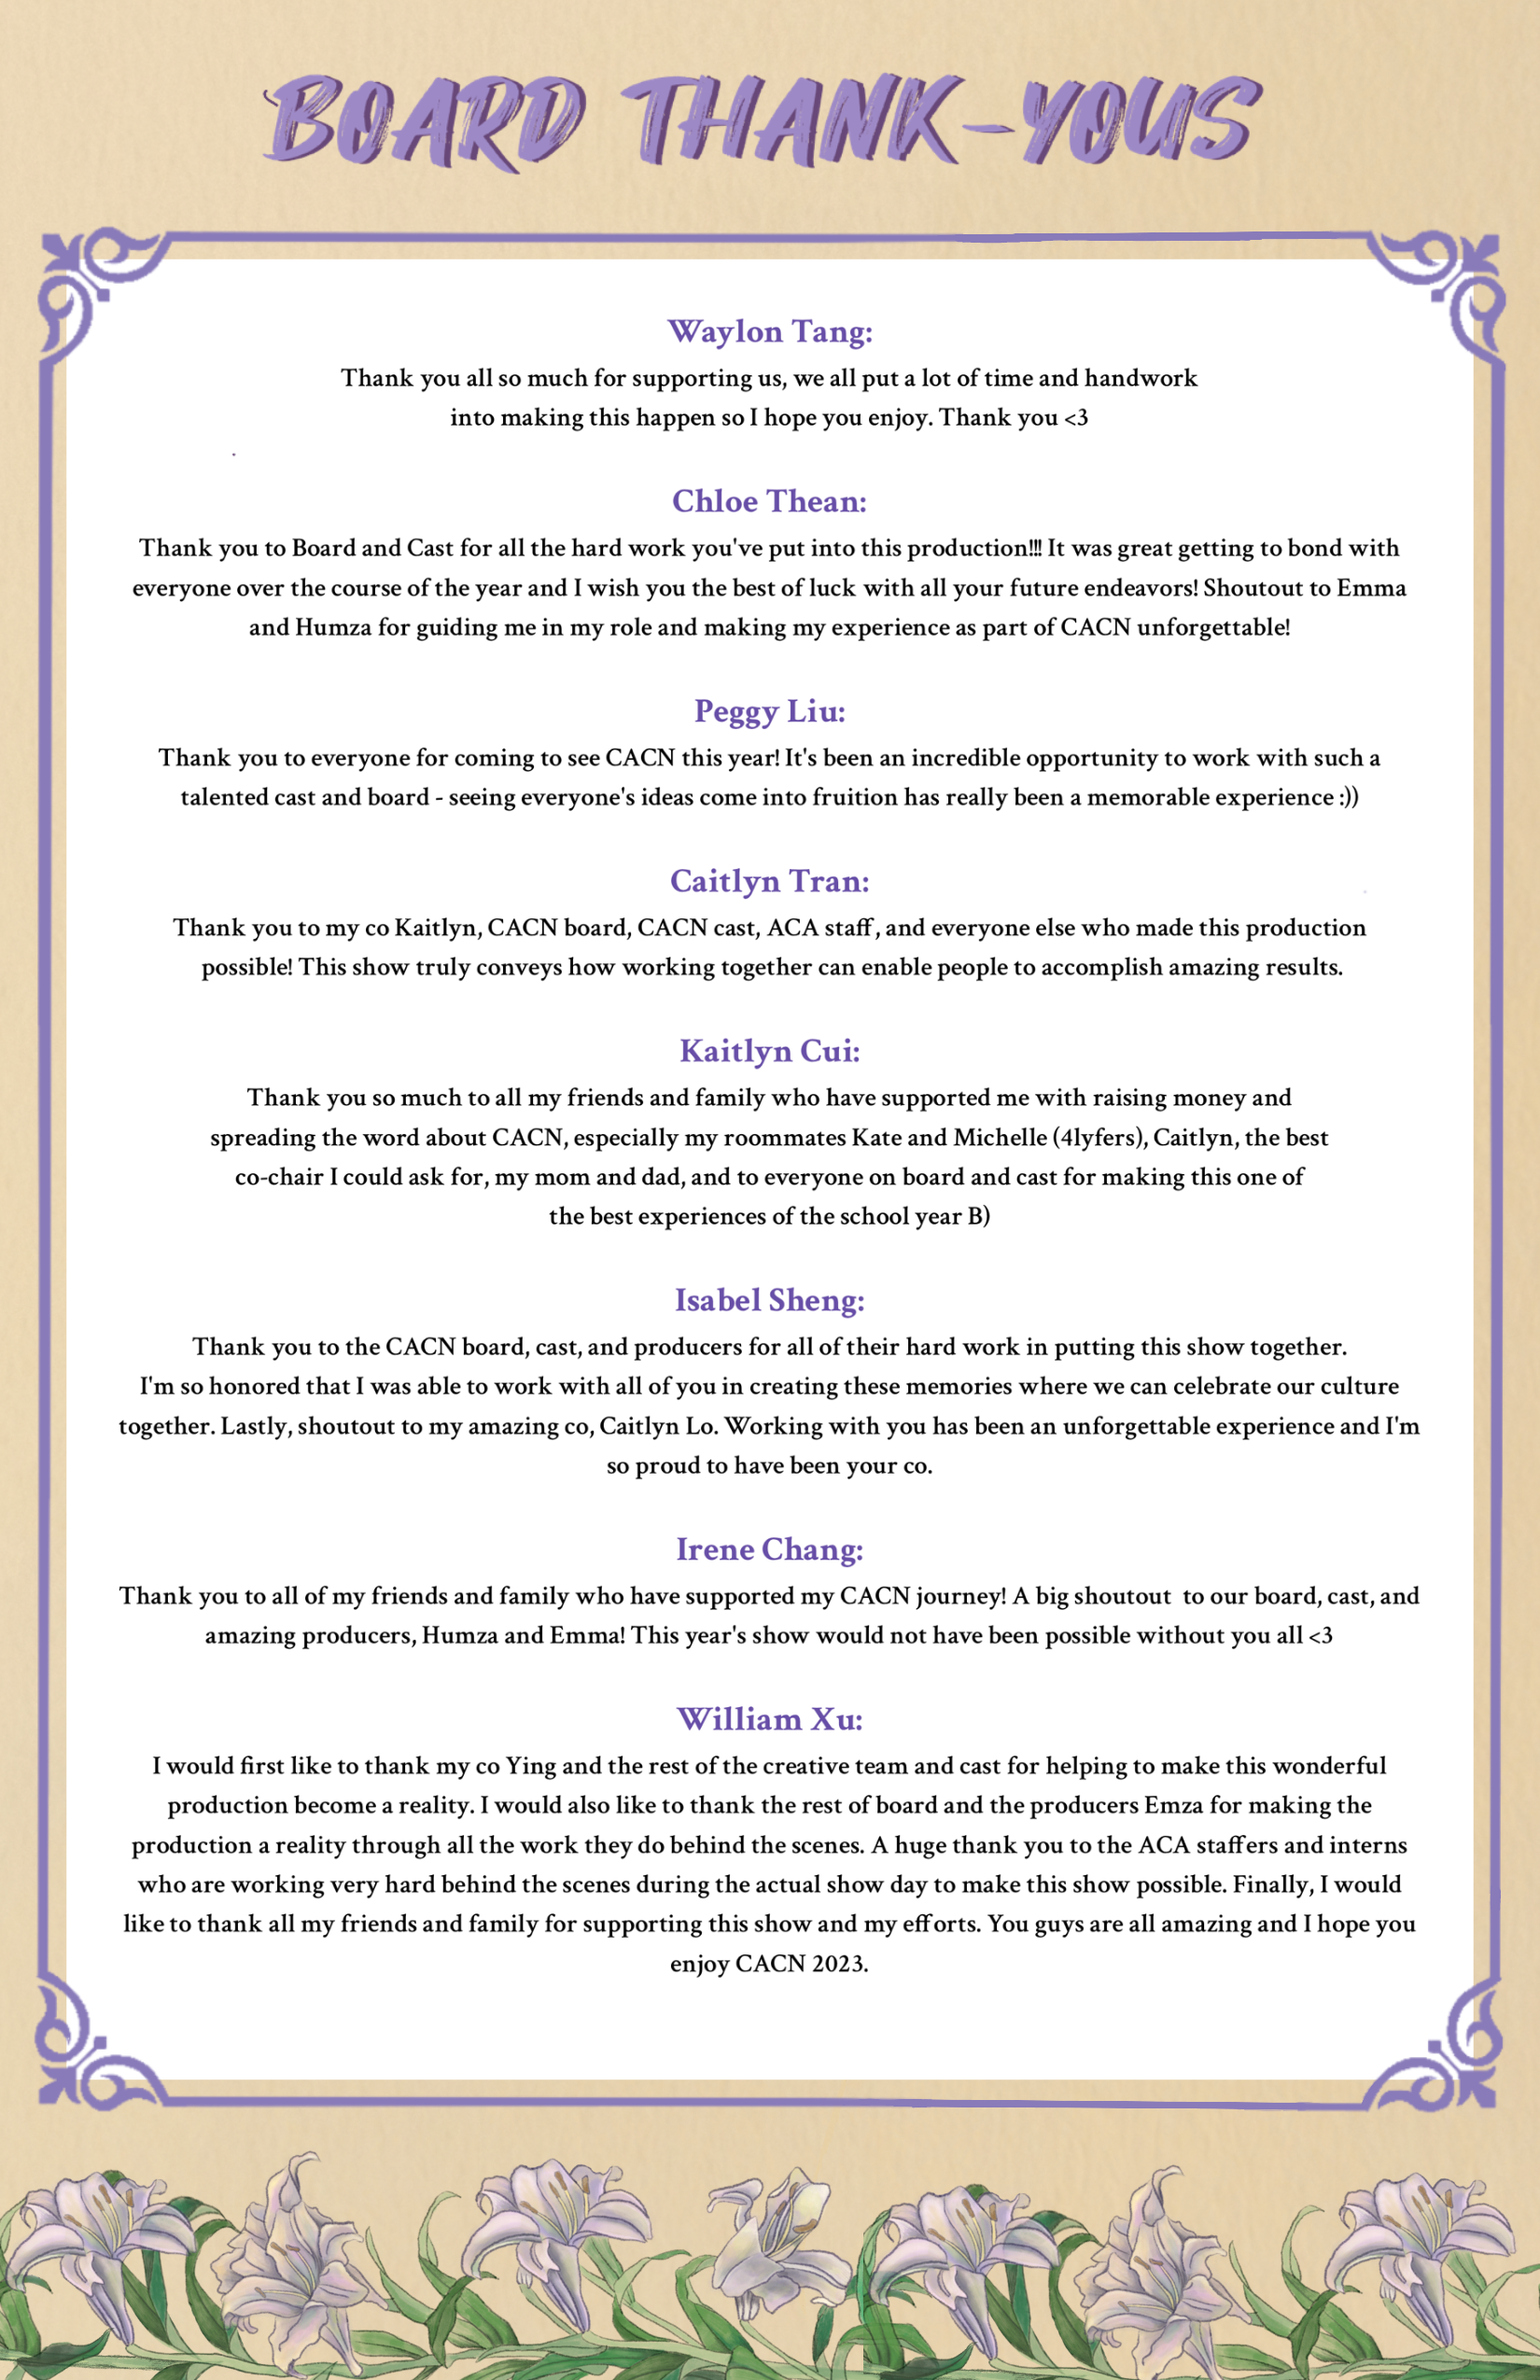 BOARD THANK-YOUS
Waylon Tang:
Thank you all so much for supporting us, we all put a lot of time and handwork
into making this happen so I hope you enjoy. Thank you <3
Chloe Thean:
Thank you to Board and Cast for all the hard work you've put into this production!!! It was great getting to bond with
everyone over the course of the year and I wish you the best of luck with all your future endeavors! Shoutout to Emma
and Humza for guiding me in my role and making my experience as part of CACN unforgettable!
Peggy Liu:
Thank you to everyone for coming to see CACN this year! It's been an incredible opportunity to work with such a
talented cast and board - seeing everyone's ideas come into fruition has really been a memorable experience :))
Caitlyn Tran:
Thank you to my co Kaitlyn, CACN board, CACN cast, ACA staff, and everyone else who made this production
possible! This show truly conveys how working together can enable people to accomplish amazing results.
Kaitlyn Cui:
Thank you so much to all my friends and family who have supported me with raising money and
spreading the word about CACN, especially my roommates Kate and Michelle (4lyfers), Caitlyn, the best
co-chair I could ask for, my mom and dad, and to everyone on board and cast for making this one of
the best experiences of the school year B)
Isabel Sheng:
Thank you to the CACN board, cast, and producers for all of their hard work in putting this show together.
I'm so honored that I was able to work with all of you in creating these memories where we can celebrate our culture
together. Lastly, shoutout to my amazing co, Caitlyn Lo. Working with you has been an unforgettable experience and I'm
so proud to have been your co.
Irene Chang:
Thank you to all of my friends and family who have supported my CACN journey! A big shoutout  to our board, cast, and
amazing producers, Humza and Emma! This year's show would not have been possible without you all <3
William Xu:
I would first like to thank my co Ying and the rest of the creative team and cast for helping to make this wonderful
production become a reality. I would also like to thank the rest of board and the producers Emza for making the
production a reality through all the work they do behind the scenes. A huge thank you to the ACA staffers and interns
who are working very hard behind the scenes during the actual show day to make this show possible. Finally, I would
like to thank all my friends and family for supporting this show and my efforts. You guys are all amazing and I hope you
enjoy CACN 2023.